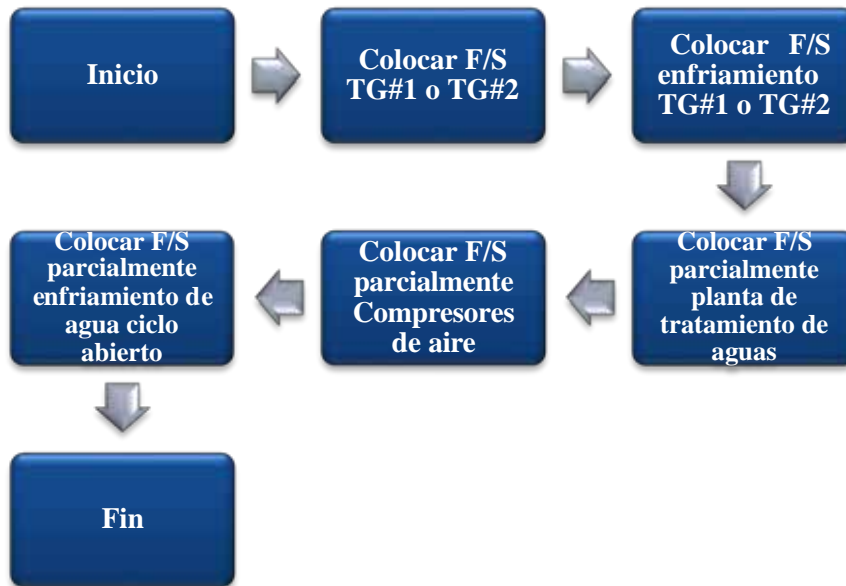 Inicio
Colocar F/S
TG#1 o TG#2
Colocar F/S
enfriamiento
TG#1 o TG#2
Colocar F/S
parcialmente
planta de
tratamiento de
aguas
Colocar F/S
parcialmente
Compresores
de aire
Colocar F/S
parcialmente
enfriamiento de
agua ciclo
abierto
Fin